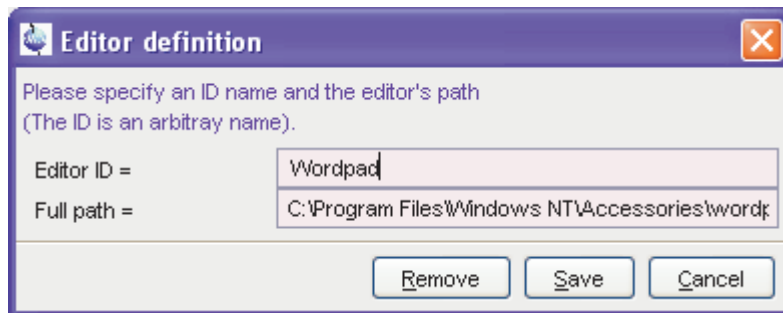 Editor definition
Please specify an ID name and the editor's path
(The ID is an arbitray name).
Editor ID = Wordpad
Full path = C:\Program Files\Windows NT\Accessories\wordp
Remove Save Cancel